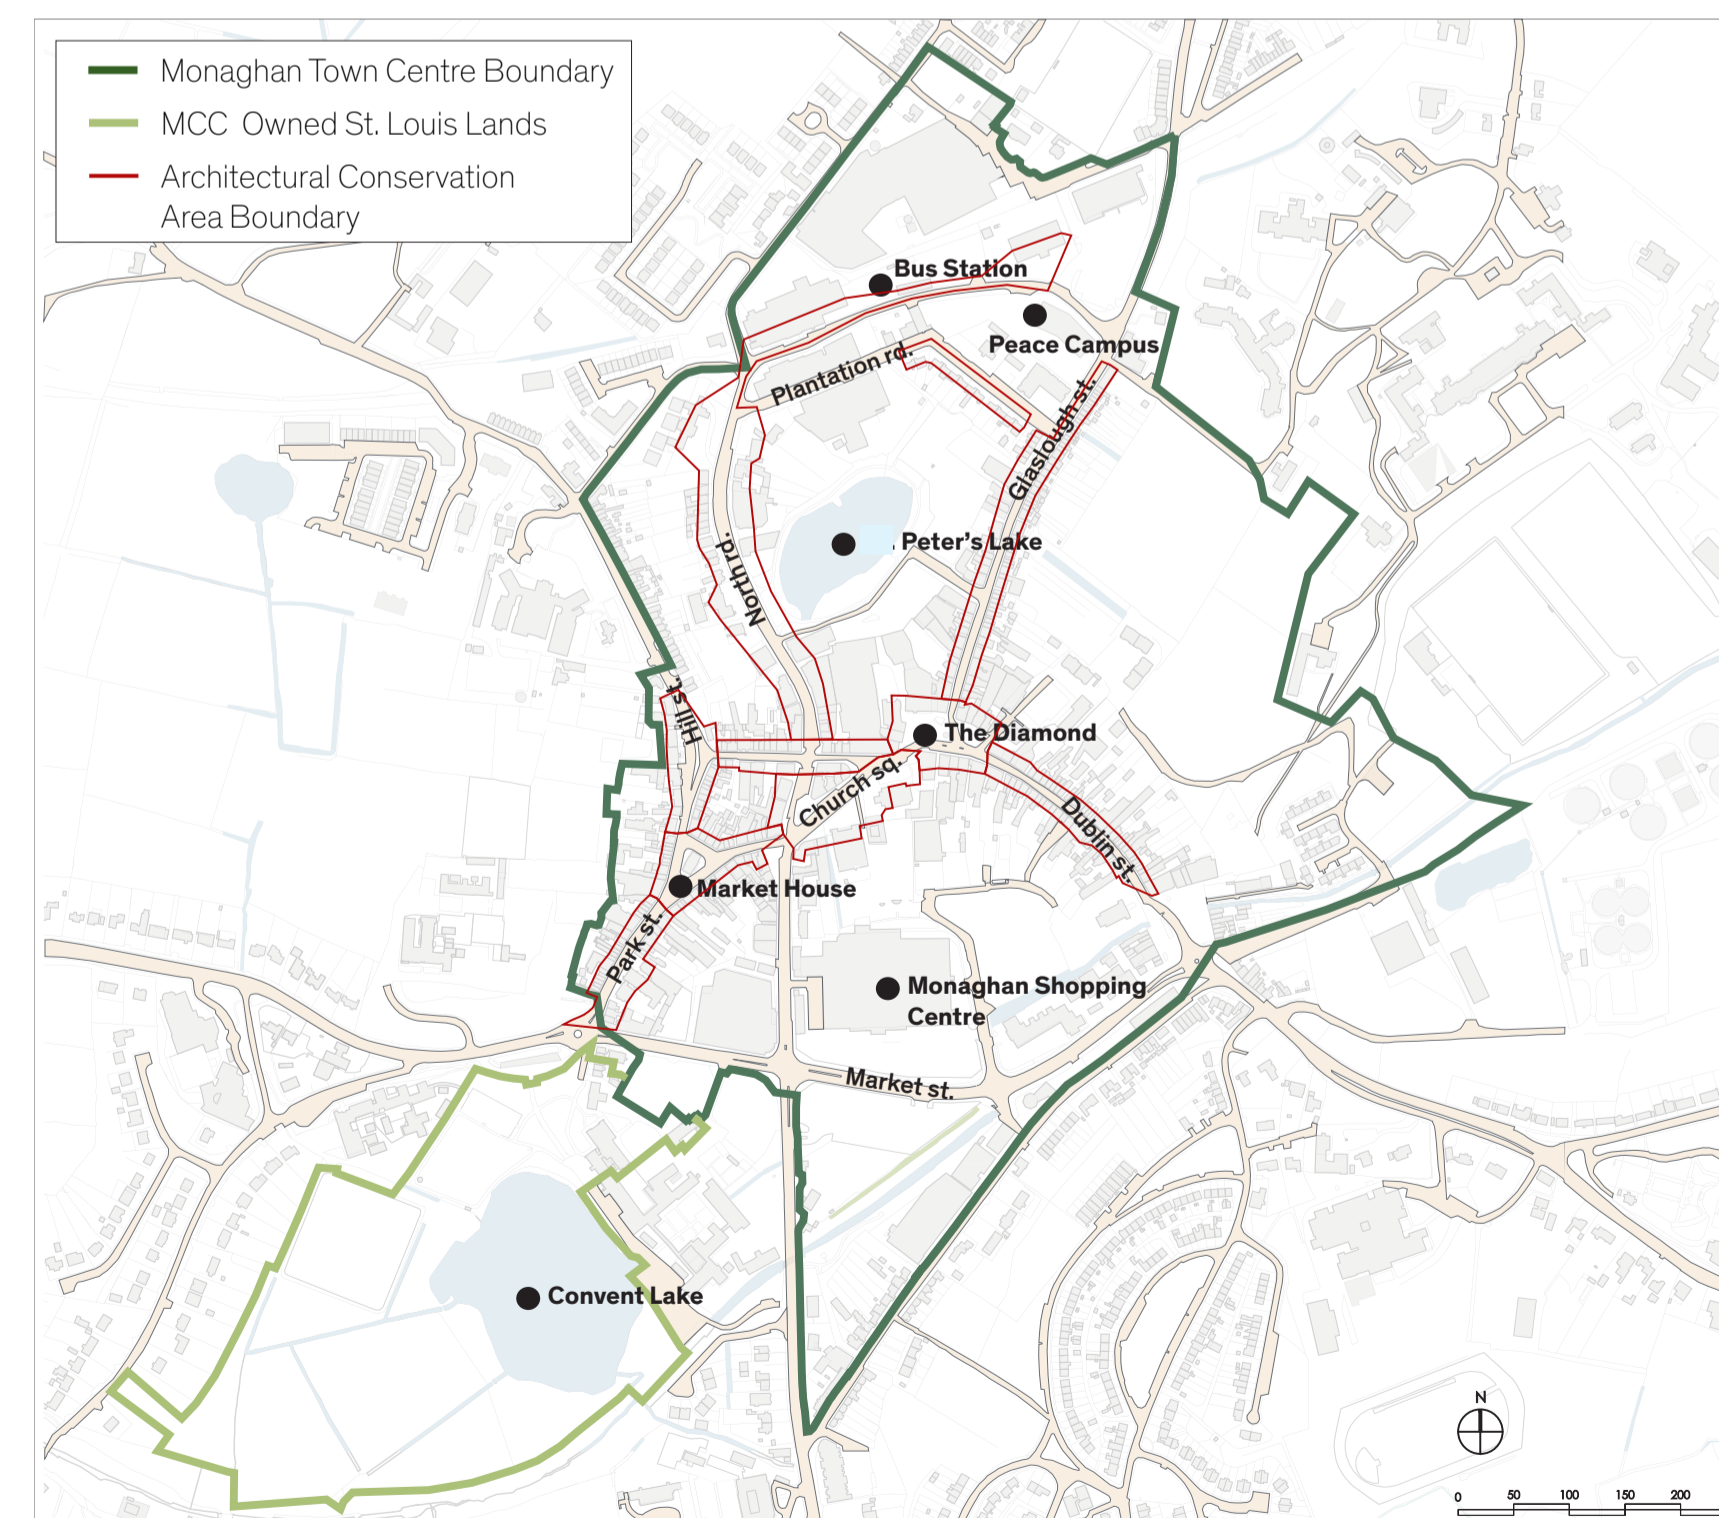 Monaghan Town Centre Boundary
MCC Owned St. Louis Lands
Architectural Conservation
Area Boundary
Bus Station
Peace Campus
Plantation rd.
Glaslough st.
. Peter's Lake
North rd.
Hill st.
The Diamond
Church sq.
Dublin st.
Market House
Park st.
Monaghan Shopping
Centre
Market st.
Convent Lake
N
0 50 100 150 200